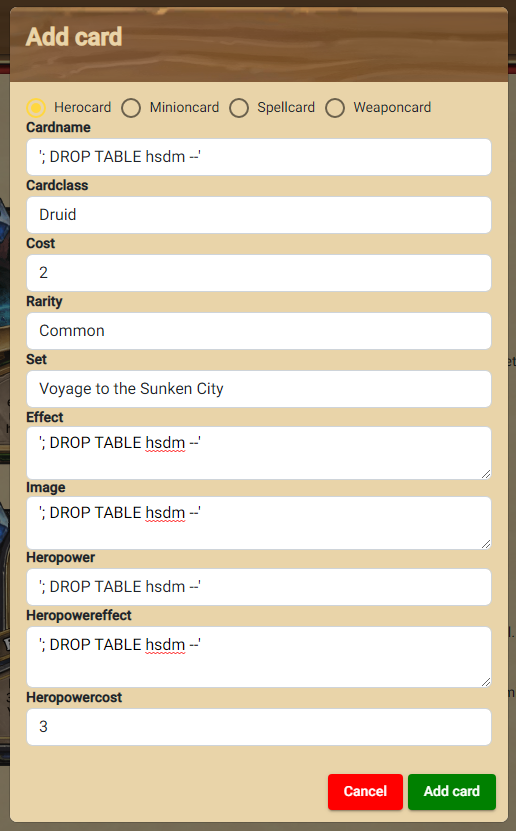 Add card
Herocard Minioncard Spellcard Weaponcard
Cardname
'; DROP TABLE hsdm --'
Cardclass
Druid
Cost
2
Rarity
Common
Set
Voyage to the Sunken City
Effect
'; DROP TABLE hsdm --'
Image
'; DROP TABLE hsdm --'
Heropower
'; DROP TABLE hsdm --'
Heropowereffect
'; DROP TABLE hsdm --'
Heropowercost
3
Cancel Add card